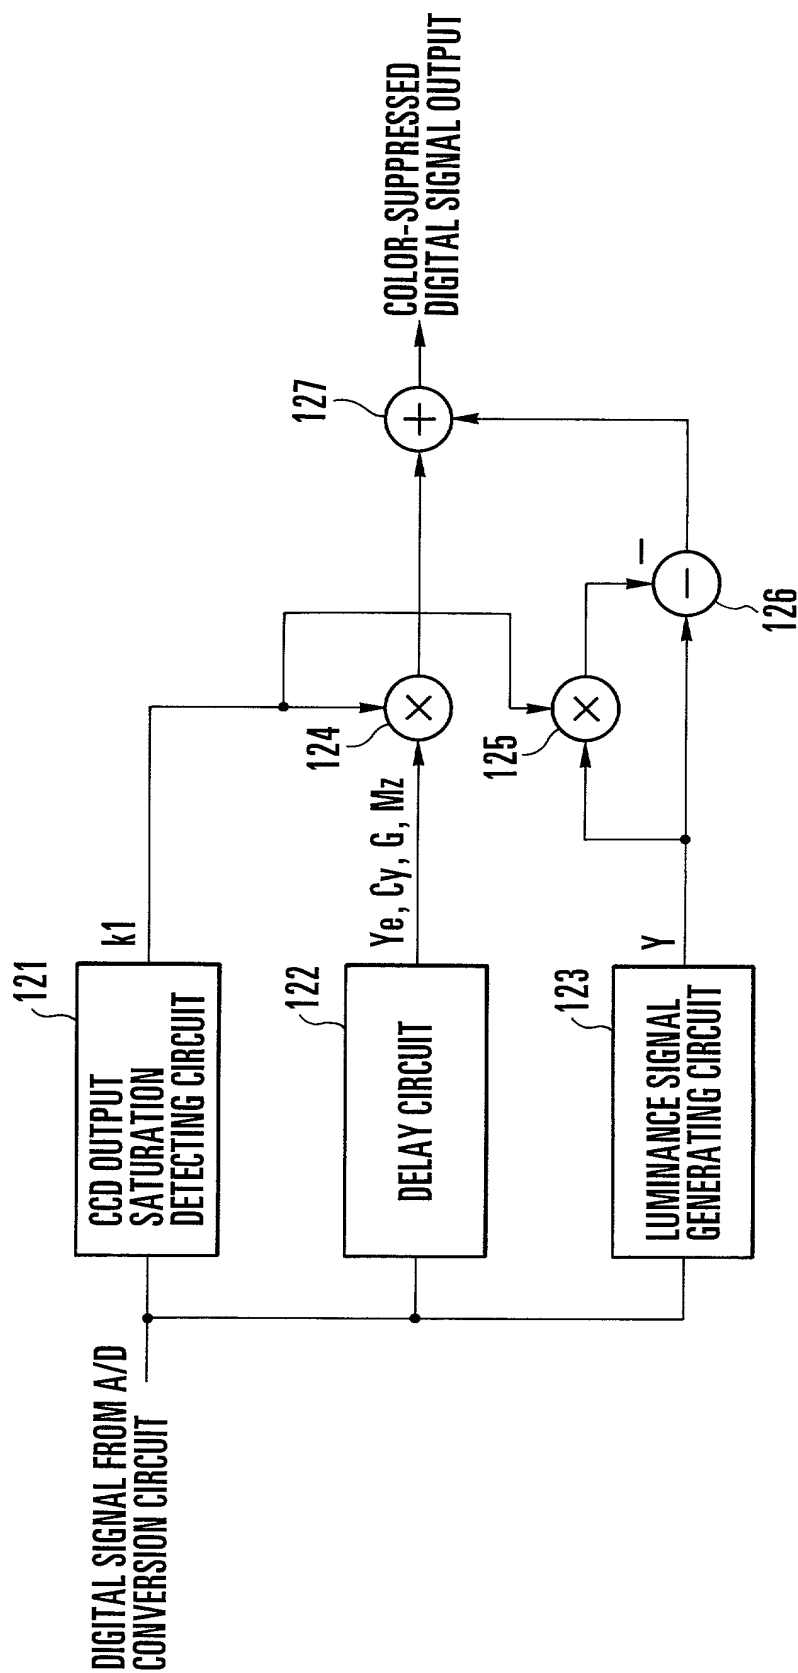 DIGITAL SIGNAL FROM A/D
CONVERSION CIRCUIT
121
CCD OUTPUT
SATURATION
DETECTING CIRCUIT
k1
122
DELAY CIRCUIT
Ye, Cy, G, Mz
123
LUMINANCE SIGNAL
GENERATING CIRCUIT
Y
124
×
125
×
126
−
−
127
+
COLOR-SUPPRESSED
DIGITAL SIGNAL OUTPUT